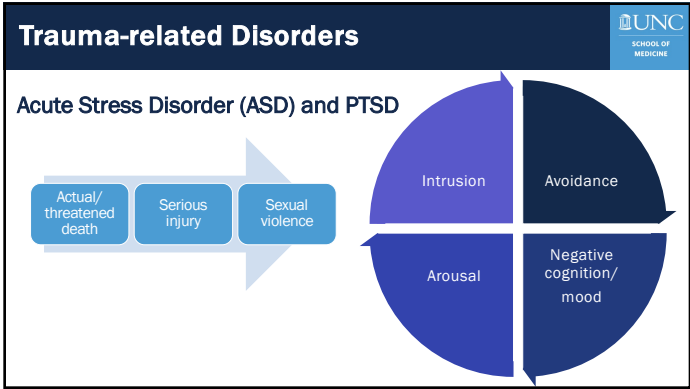 Trauma-related Disorders
UNC
SCHOOL OF
MEDICINE
Acute Stress Disorder (ASD) and PTSD
Actual/
threatened
death
Serious
injury
Sexual
violence
Intrusion
Avoidance
Arousal
Negative
cognition/
mood